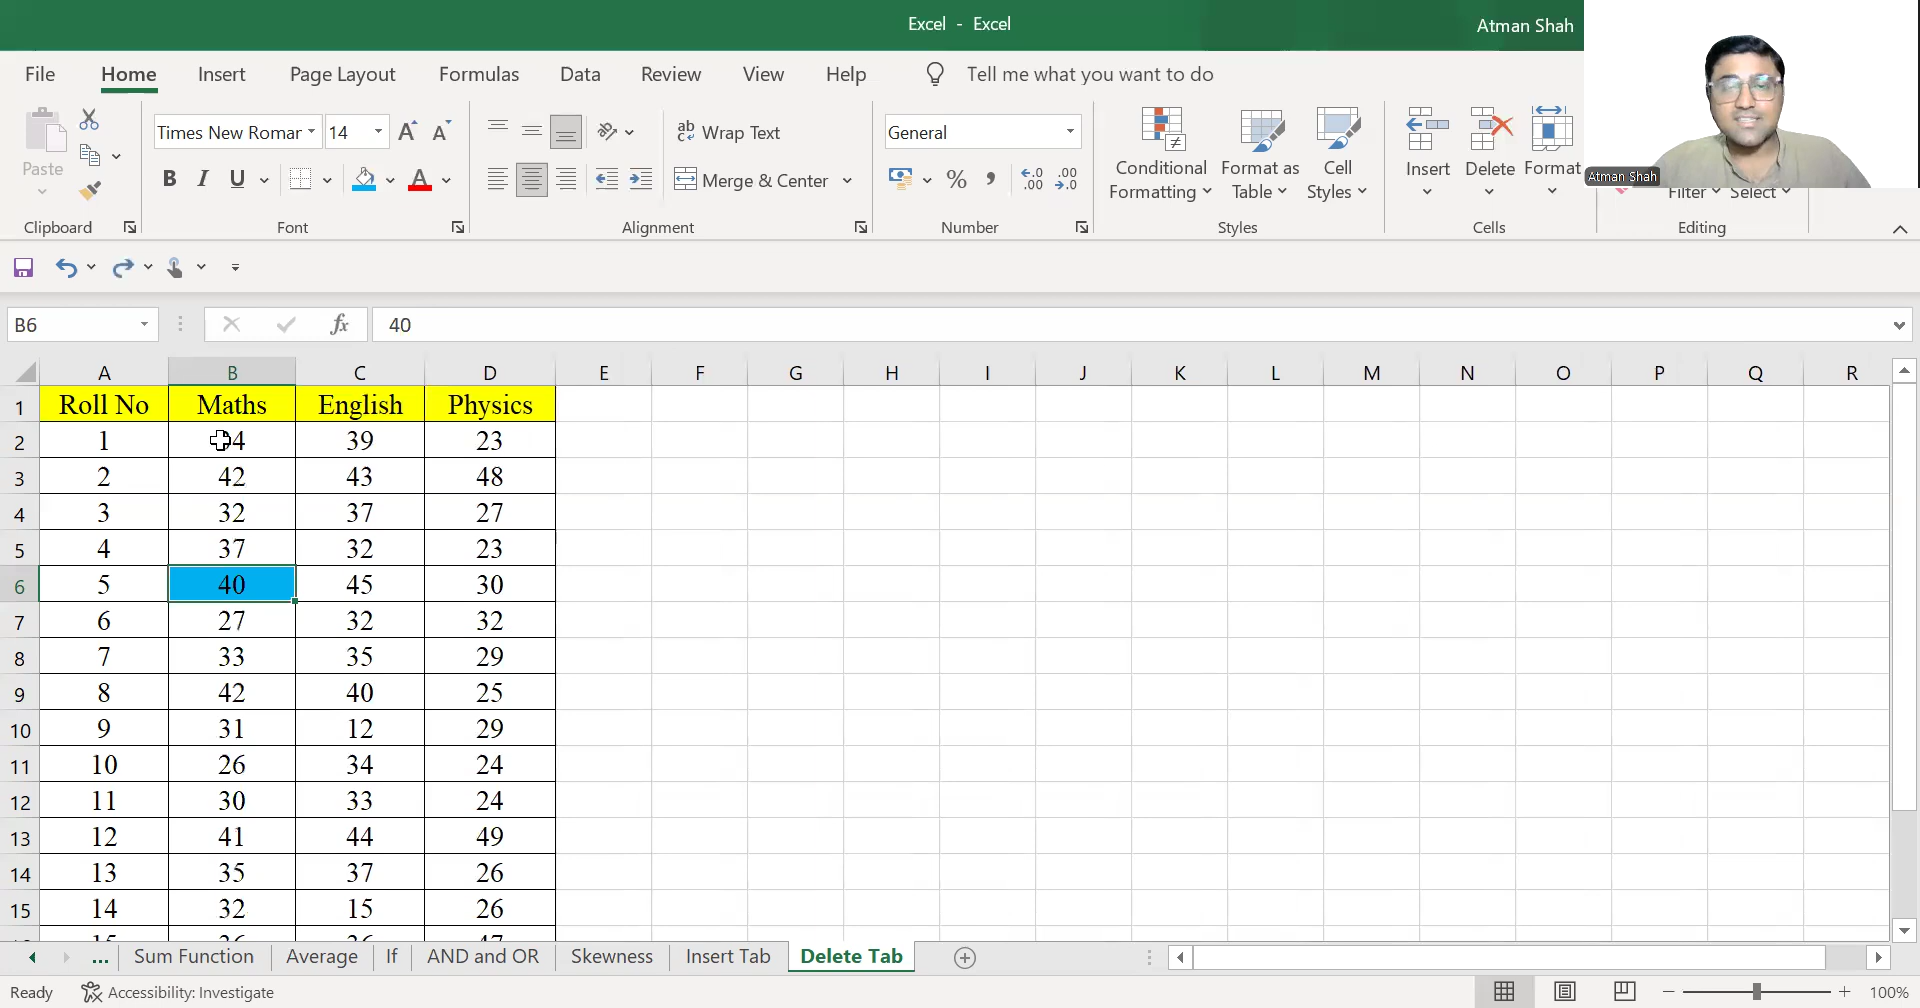 Excel - Excel
Atman Shah
File Home Insert Page Layout Formulas Data Review View Help Tell me what you want to do
Times New Roman 14
ab Wrap Text
General
Paste
Conditional Formatting
Format as Table
Cell Styles
Insert Delete Format
Atman Shah
B I U A
Merge & Center
% , .00 .0
Filter Select
Clipboard Font Alignment Number Styles Cells Editing
B6 fx 40
A B C D E F G H I J K L M N O P Q R
1 Roll No Maths English Physics
2 1 4 39 23
3 2 42 43 48
4 3 32 37 27
5 4 37 32 23
6 5 40 45 30
7 6 27 32 32
8 7 33 35 29
9 8 42 40 25
10 9 31 12 29
11 10 26 34 24
12 11 30 33 24
13 12 41 44 49
14 13 35 37 26
15 14 32 15 26
... Sum Function Average If AND and OR Skewness Insert Tab Delete Tab
Ready Accessibility: Investigate 100%